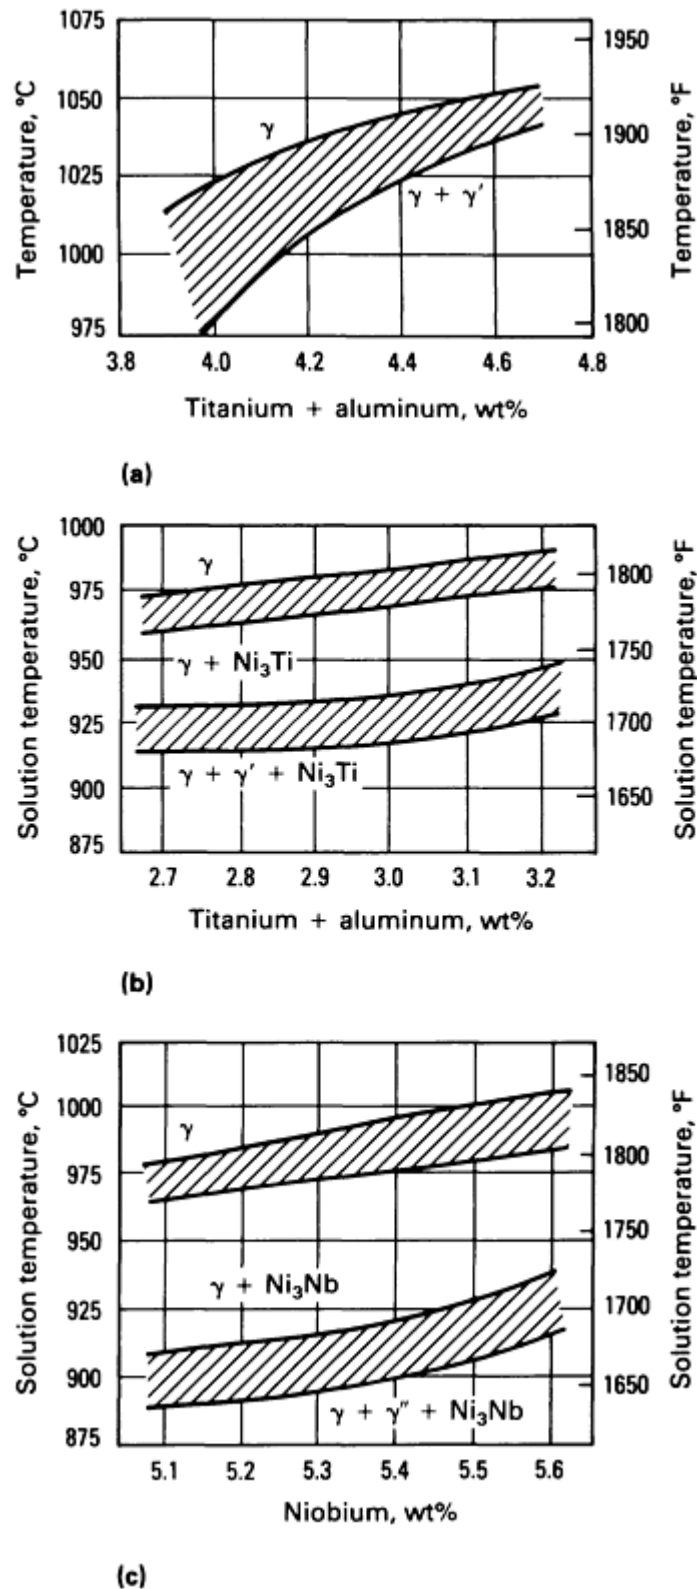 1075
1050
1025
1000
975
Temperature, °C
1950
1900
1850
1800
Temperature, °F
γ
γ + γ′
3.8 4.0 4.2 4.4 4.6 4.8
Titanium + aluminum, wt%
(a)
1000
975
950
925
900
875
Solution temperature, °C
1800
1750
1700
1650
Solution temperature, °F
γ
γ + Ni₃Ti
γ + γ′ + Ni₃Ti
2.7 2.8 2.9 3.0 3.1 3.2
Titanium + aluminum, wt%
(b)
1025
1000
975
950
925
900
875
Solution temperature, °C
1850
1800
1750
1700
1650
Solution temperature, °F
γ
γ + Ni₃Nb
γ + γ″ + Ni₃Nb
5.1 5.2 5.3 5.4 5.5 5.6
Niobium, wt%
(c)